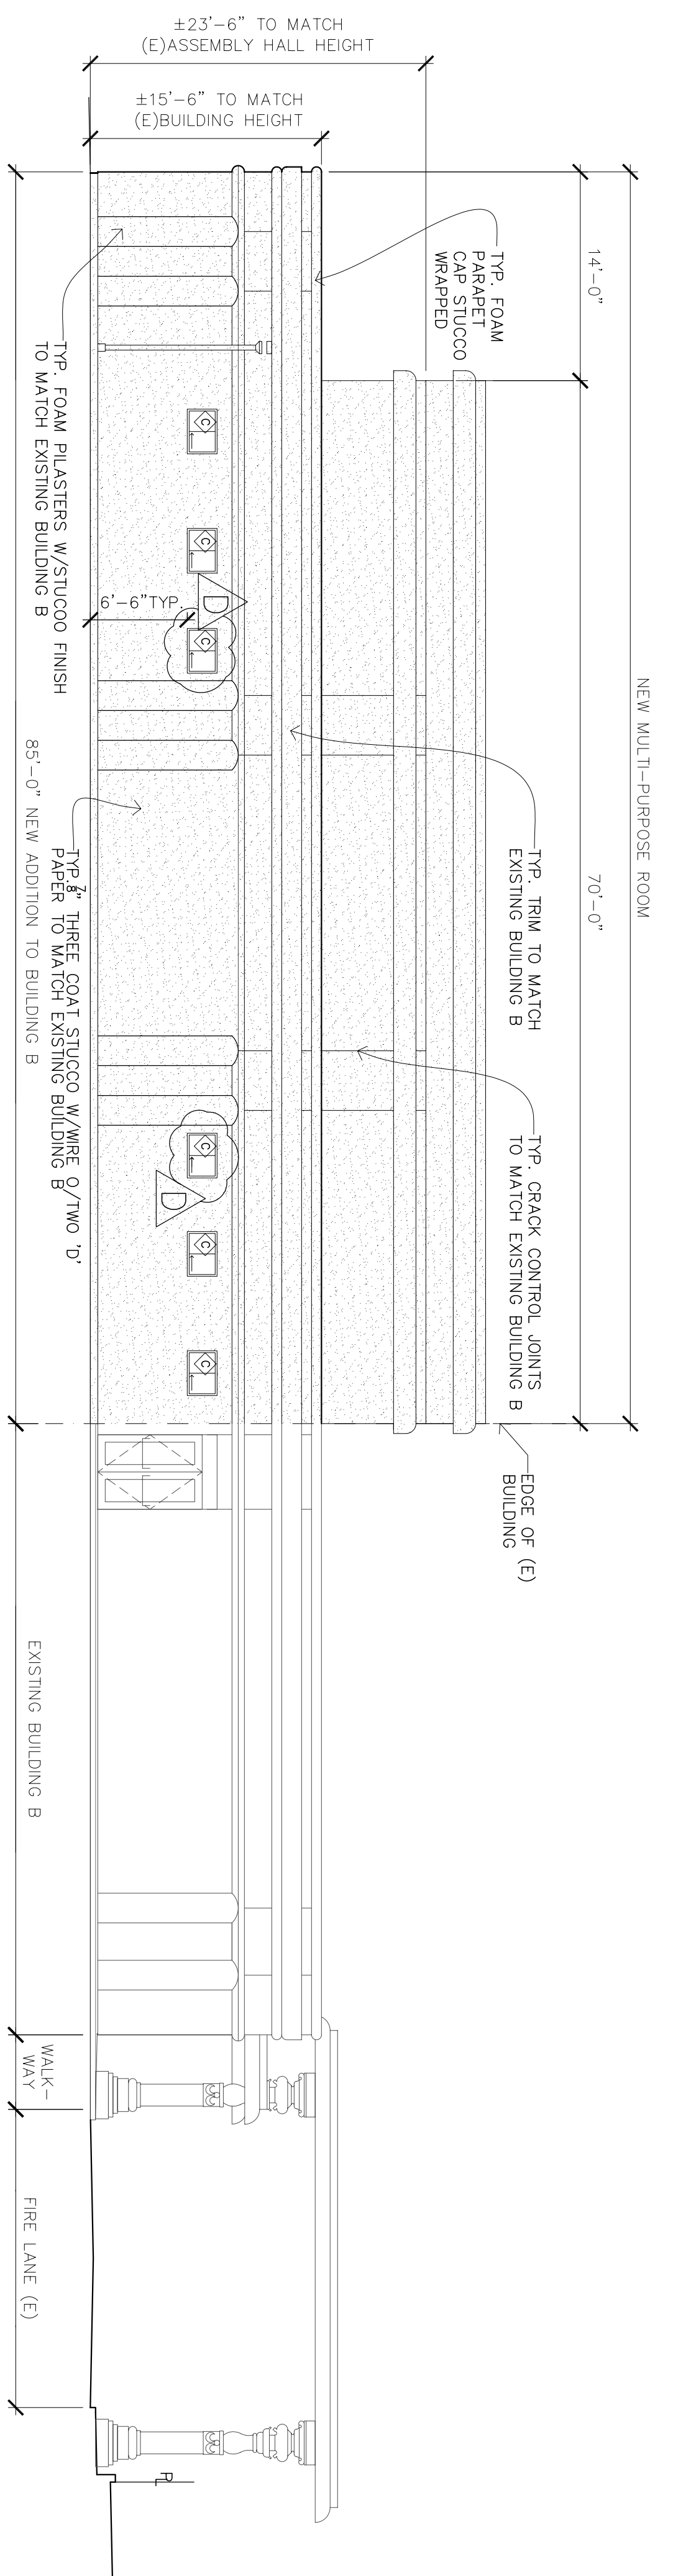 NEW MULTI-PURPOSE ROOM
14'-0"
70'-0"
±23'-6" TO MATCH
(E)ASSEMBLY HALL HEIGHT
±15'-6" TO MATCH
(E)BUILDING HEIGHT
TYP. FOAM
PARAPET
CAP STUCCO
WRAPPED
TYP. TRIM TO MATCH
EXISTING BUILDING B
TYP. CRACK CONTROL JOINTS
TO MATCH EXISTING BUILDING B
EDGE OF (E)
BUILDING
C
C
C
C
C
C
D
D
6'-6"TYP.
TYP. FOAM PILASTERS W/STUCOO FINISH
TO MATCH EXISTING BUILDING B
TYP. 7/8" THREE COAT STUCCO W/WIRE O/TWO 'D'
PAPER TO MATCH EXISTING BUILDING B
85'-0" NEW ADDITION TO BUILDING B
EXISTING BUILDING B
WALK-
WAY
FIRE LANE (E)
PL